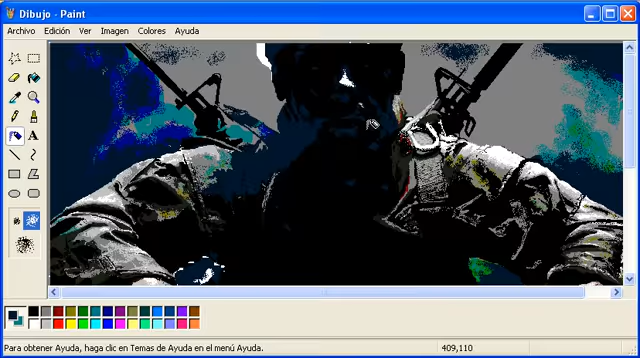 Dibujo - Paint
Archivo Edición Ver Imagen Colores Ayuda
A
Para obtener Ayuda, haga clic en Temas de Ayuda en el menú Ayuda. 409,110